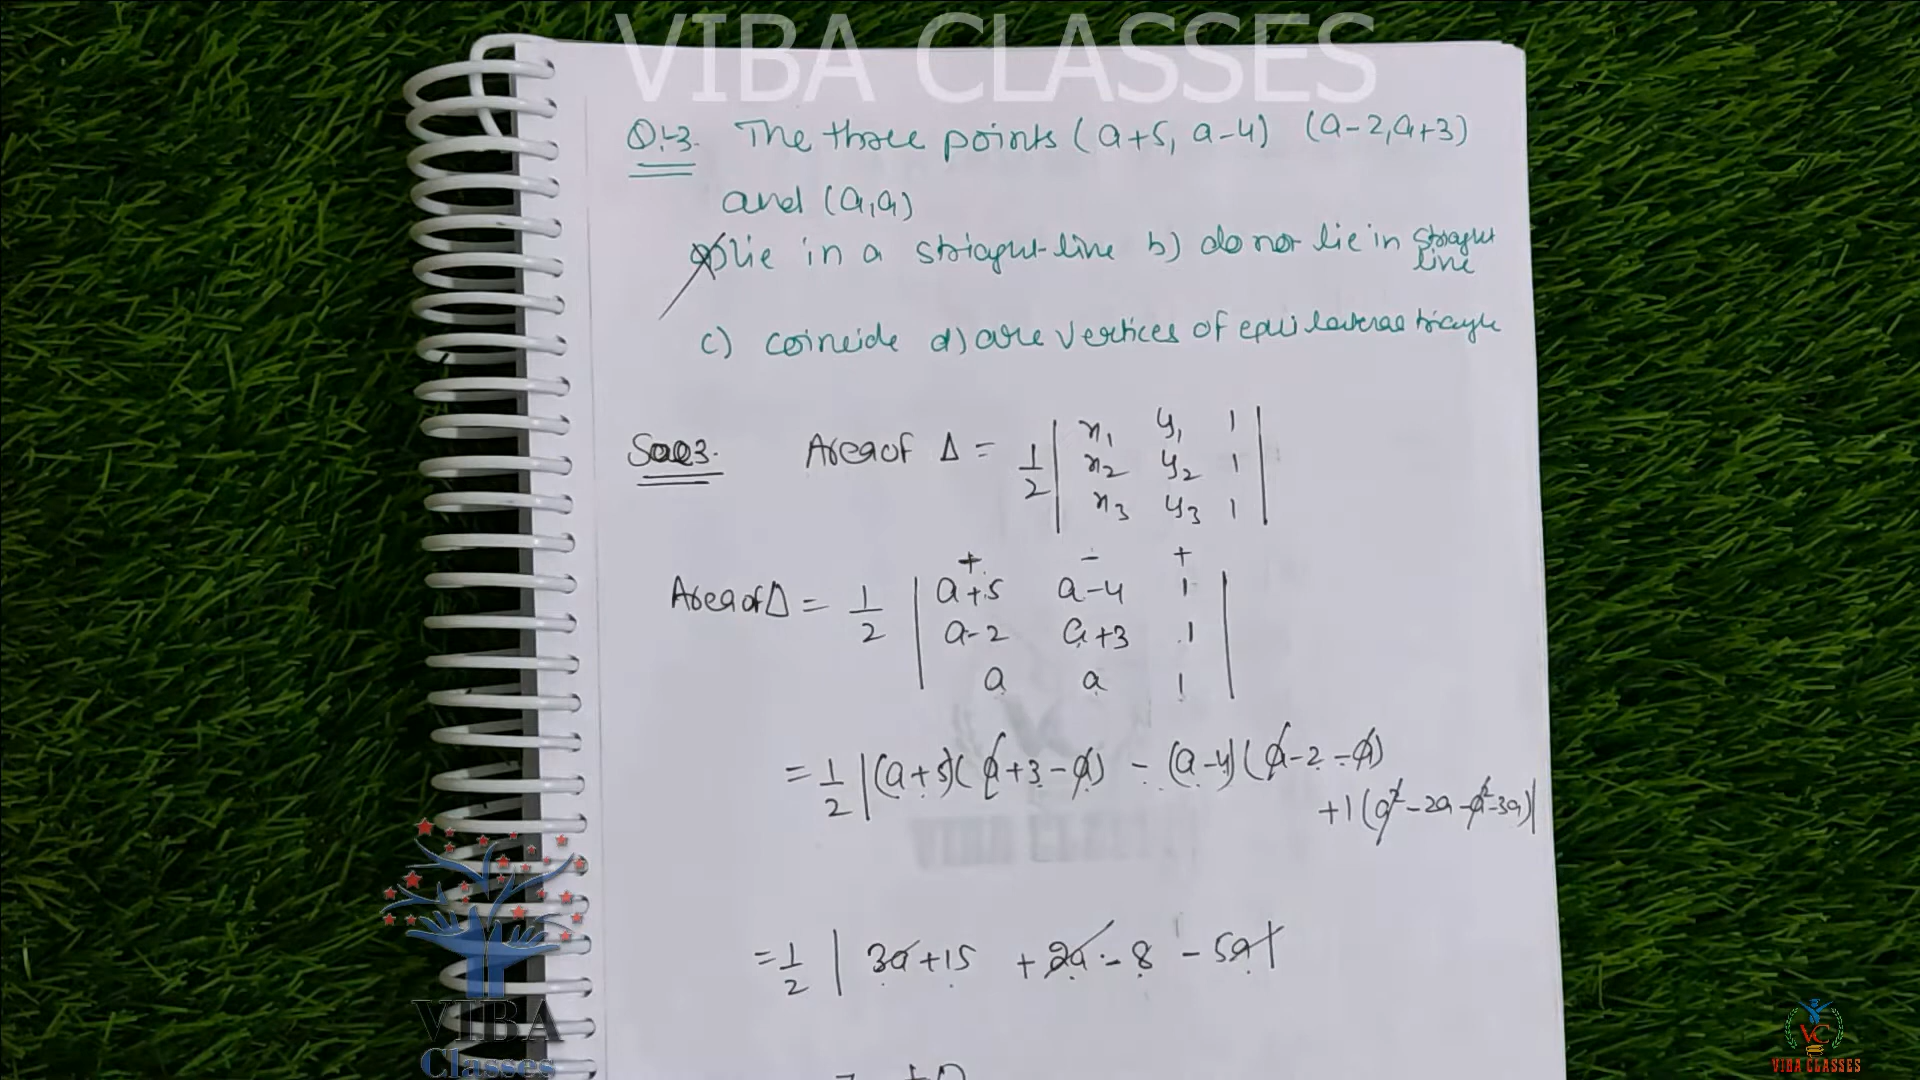 VIBA CLASSES
Q:-3. The three points (a+5, a-4) (a-2, a+3)
and (a, a)
a) lie in a straight-line b) do not lie in straight line
c) coincide d) are vertices of equilateral triangle
Sol3. Area of Δ = 1/2 | x₁ y₁ 1 |
| x₂ y₂ 1 |
| x₃ y₃ 1 |
+ - +
Area of Δ = 1/2 | a+5 a-4 1 |
| a-2 a+3 1 |
| a a 1 |
= 1/2 |(a+5)(a+3-a) - (a-4)(a-2-a)
+1(a²-2a-a²-3a)|
= 1/2 | 3a+15 +2a-8 -5a|
VIBA
Classes
VC
VIBA CLASSES